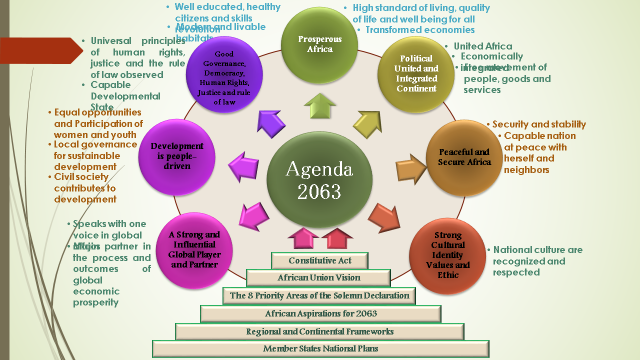 Well educated, healthy
citizens and skills
revolution
Modern and livable
habitats
High standard of living, quality
of life and well being for all
Transformed economies
Universal principles
of human rights,
justice and the rule
of law observed
Capable
Developmental
State
Good
Governance,
Democracy,
Human Rights,
Justice and rule
of law
Prosperous
Africa
Political
United and
Integrated
Continent
United Africa
Economically
integrated
Free movement of
people, goods and
services
Equal opportunities
and Participation of
women and youth
Local governance
for sustainable
development
Civil society
contributes to
development
Development
is people-
driven
Agenda
2063
Peaceful and
Secure Africa
Security and stability
Capable nation
at peace with
herself and
neighbors
Speaks with one
voice in global
affairs
Major partner in
the process and
outcomes of
global
economic
prosperity
A Strong and
Influential
Global Player
and Partner
Strong
Cultural
Identity
Values and
Ethic
National culture are
recognized and
respected
Constitutive Act
African Union Vision
The 8 Priority Areas of the Solemn Declaration
African Aspirations for 2063
Regional and Continental Frameworks
Member States National Plans